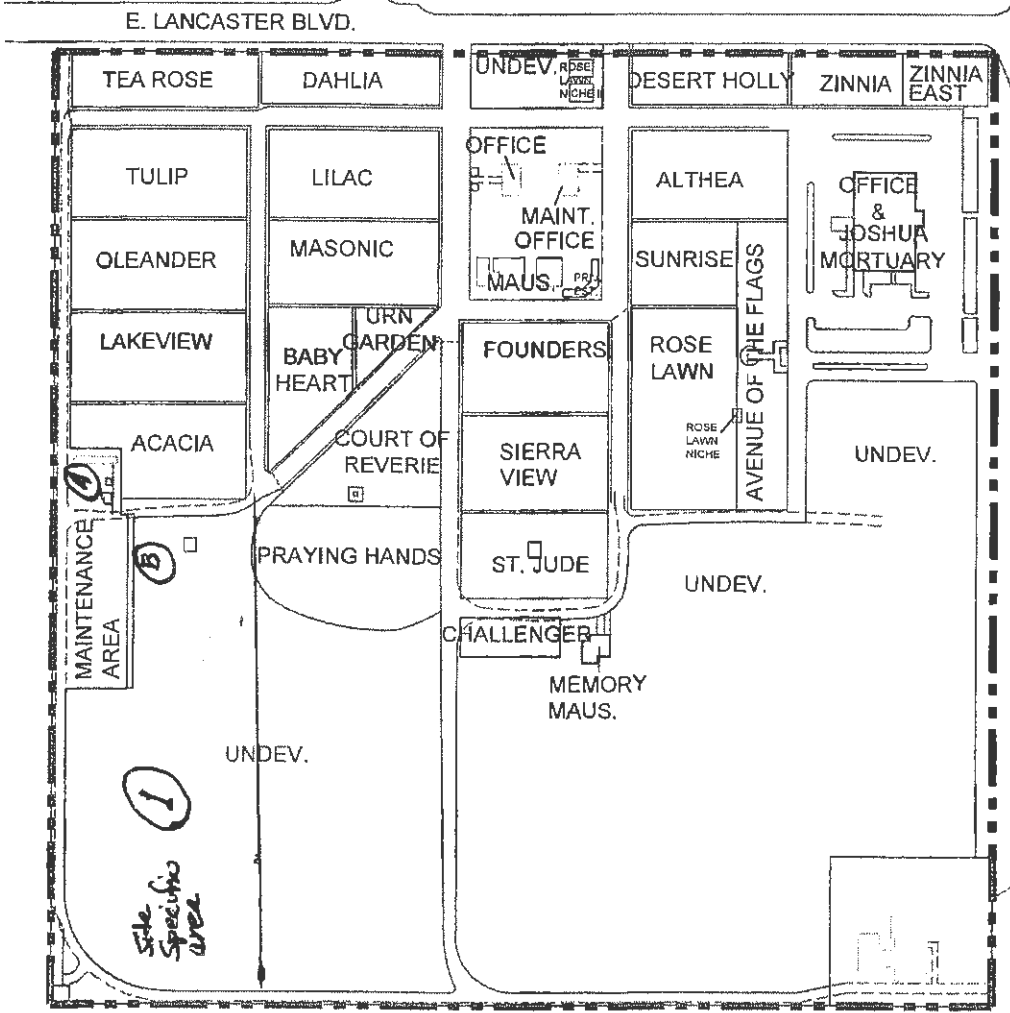 E. LANCASTER BLVD.
TEA ROSE
DAHLIA
UNDEV.
ROSE
LAWN
NICHE II
DESERT HOLLY
ZINNIA
ZINNIA
EAST
TULIP
LILAC
OFFICE
MAINT.
OFFICE
ALTHEA
OFFICE
&
JOSHUA
MORTUARY
OLEANDER
MASONIC
MAUS.
SUNRISE
AVENUE OF THE FLAGS
LAKEVIEW
BABY
HEART
URN
GARDEN
FOUNDERS
ROSE
LAWN
ROSE
LAWN
NICHE
ACACIA
COURT OF
REVERIE
SIERRA
VIEW
UNDEV.
A
B
MAINTENANCE
AREA
PRAYING HANDS
ST. JUDE
UNDEV.
CHALLENGER
MEMORY
MAUS.
UNDEV.
1
Site
Specific
area